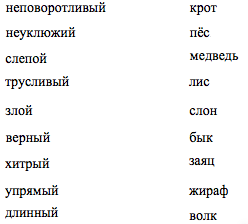 неповоротливый крот
неуклюжий пёс
слепой медведь
трусливый лис
злой слон
верный бык
хитрый заяц
упрямый жираф
длинный волк